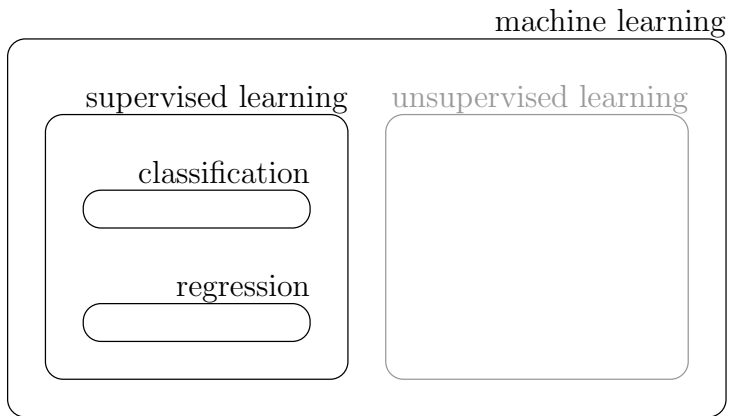 machine learning
supervised learning
unsupervised learning
classification
regression